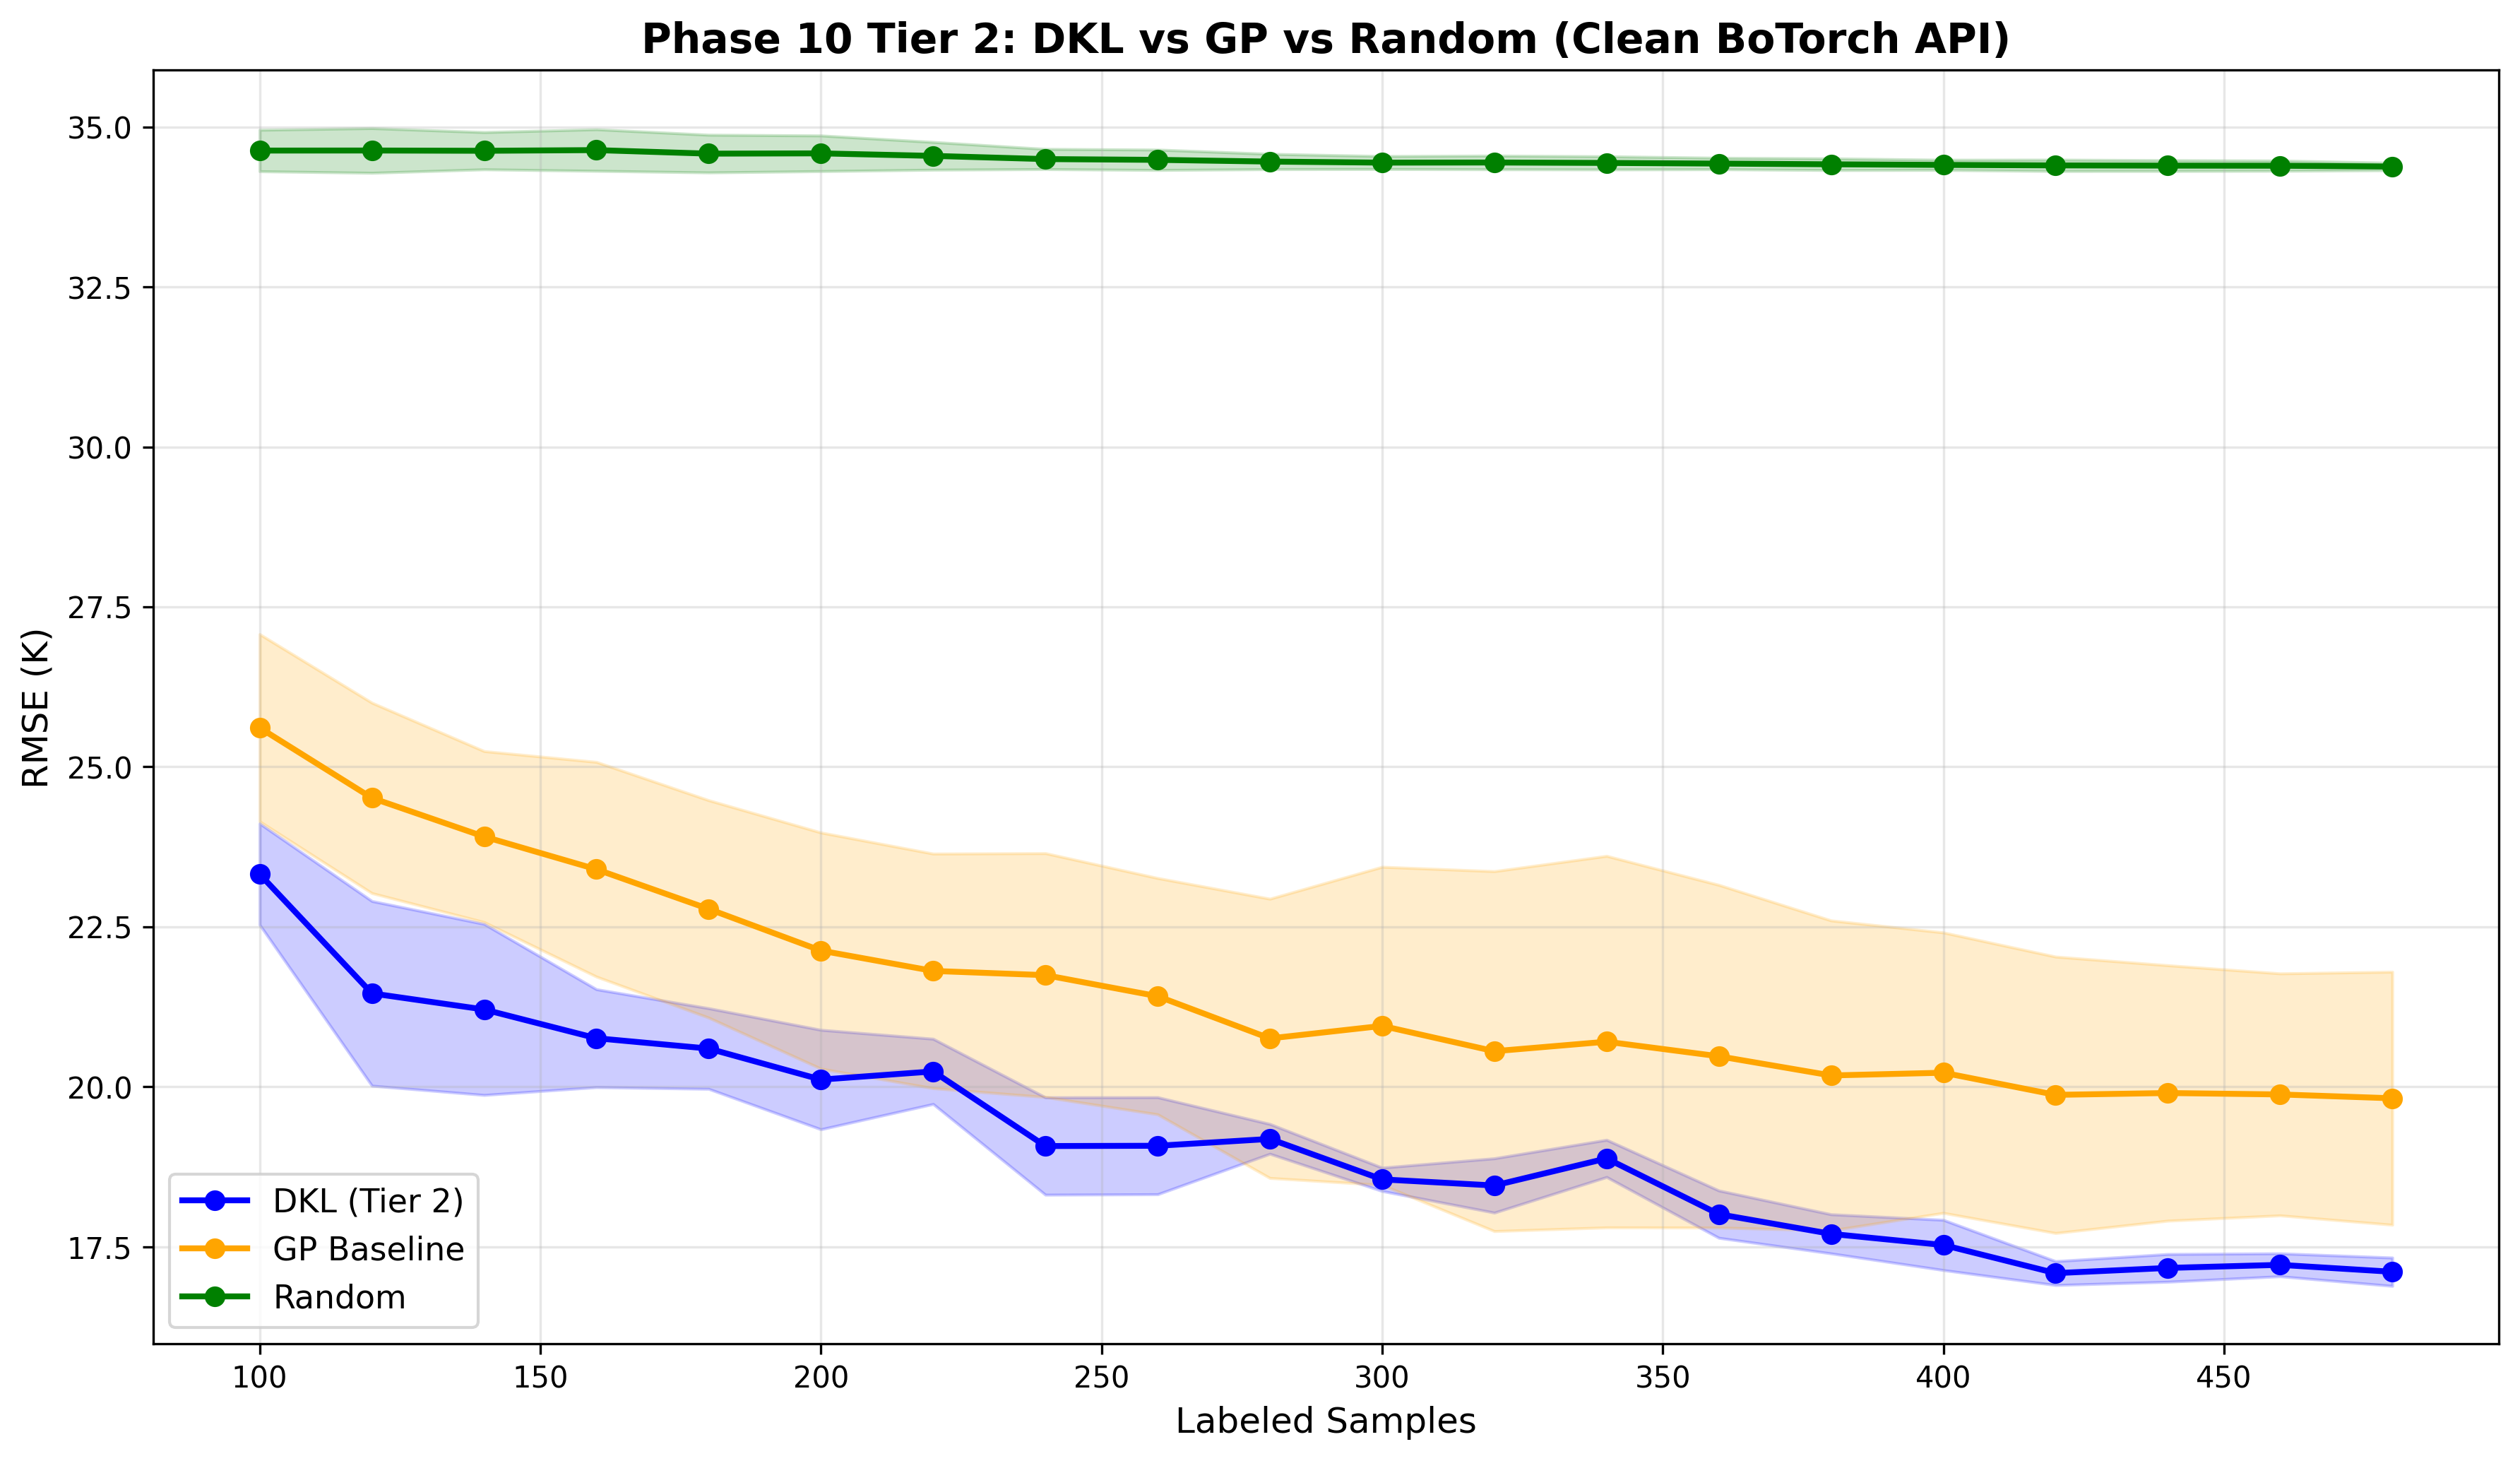 Phase 10 Tier 2: DKL vs GP vs Random (Clean BoTorch API)
RMSE (K)
35.0
32.5
30.0
27.5
25.0
22.5
20.0
17.5
DKL (Tier 2)
GP Baseline
Random
100 150 200 250 300 350 400 450
Labeled Samples